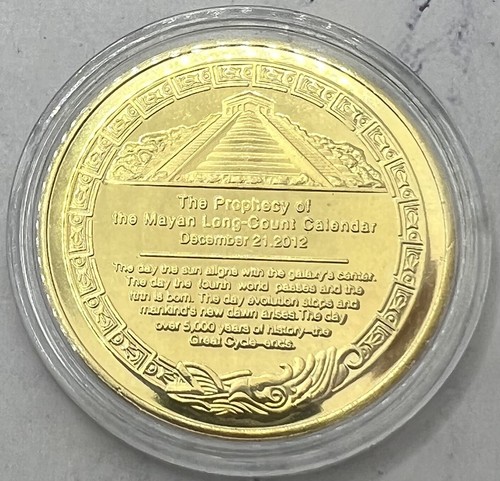 The Prophecy of
the Mayan Long-Count Calendar
December 21.2012
The day the sun aligns with the galaxy's center.
The day the fourth world passes and the
fifth is born. The day evolution stops and
mankind's new dawn arises.The day
over 5,000 years of history–the
Great Cycle–ends.